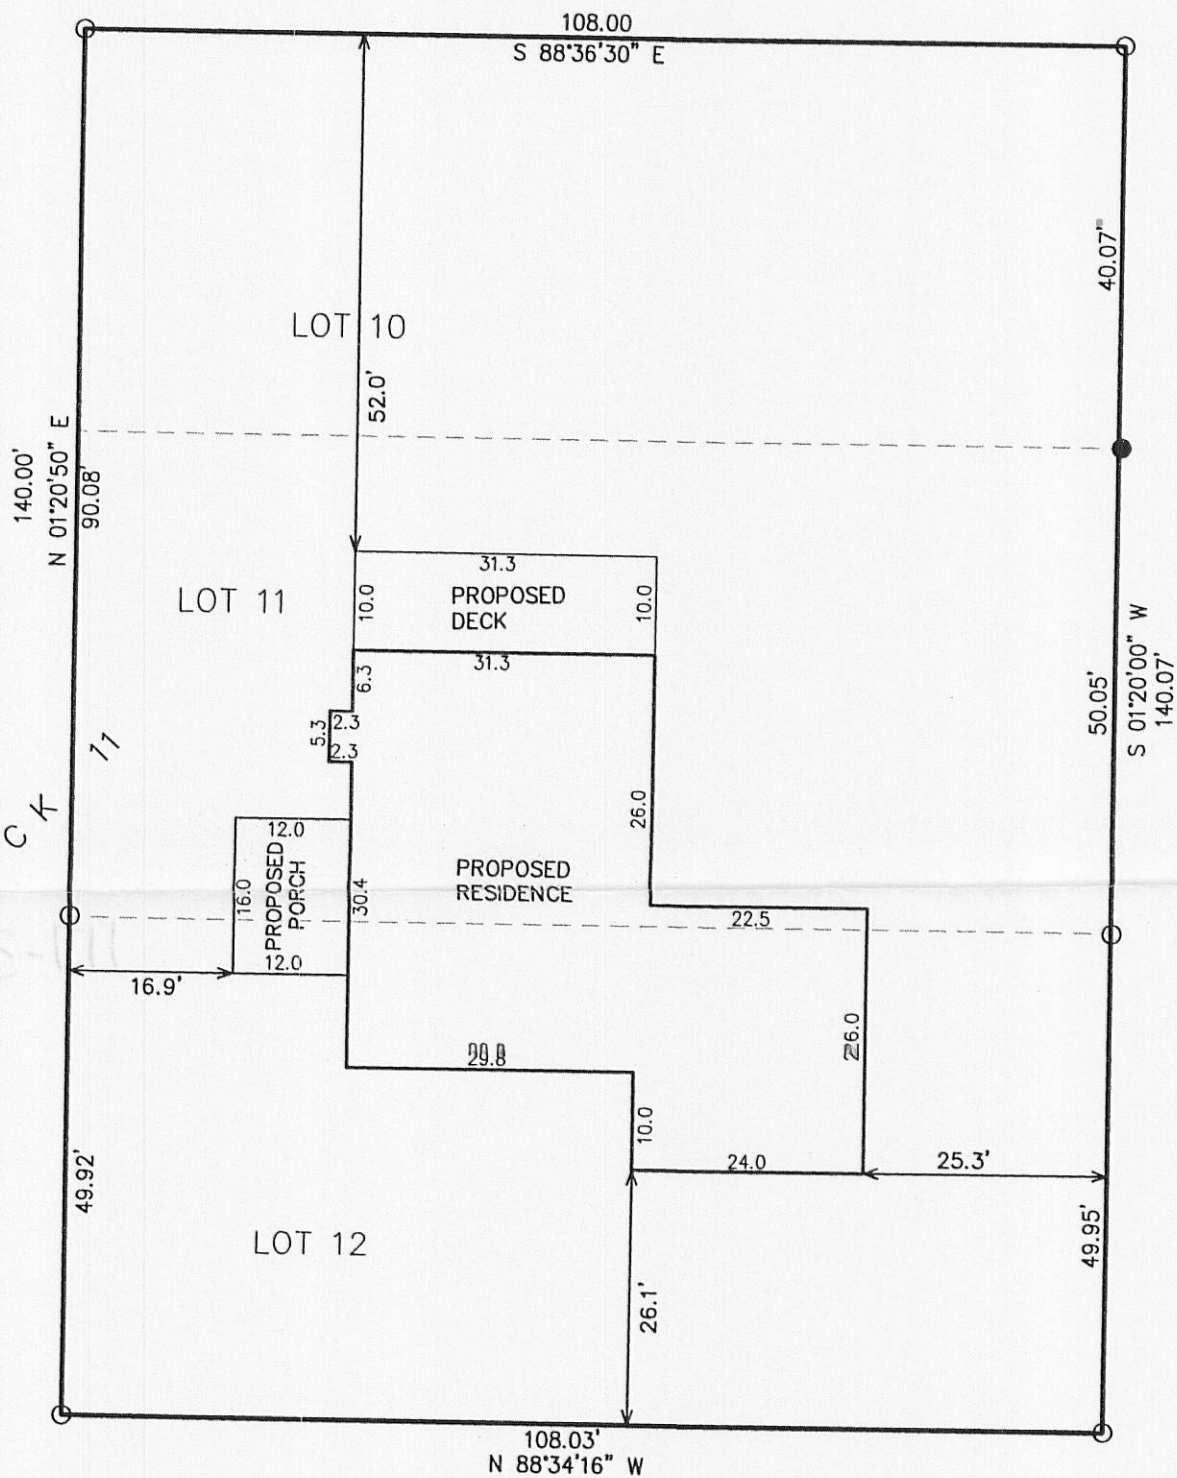 108.00
S 88°36'30" E
40.07'
LOT 10
52.0'
140.00'
N 01°20'50" E
90.08'
31.3
LOT 11
10.0
PROPOSED
DECK
10.0
31.3
6.3
2.3
5.3
2.3
50.05'
S 01°20'00" W
140.07'
11
C K
26.0
12.0
PROPOSED
PORCH
16.0
30.4
PROPOSED
RESIDENCE
22.5
12.0
16.9'
26.0
29.8
10.0
24.0
25.3'
49.92'
49.95'
LOT 12
26.1'
108.03'
N 88°34'16" W